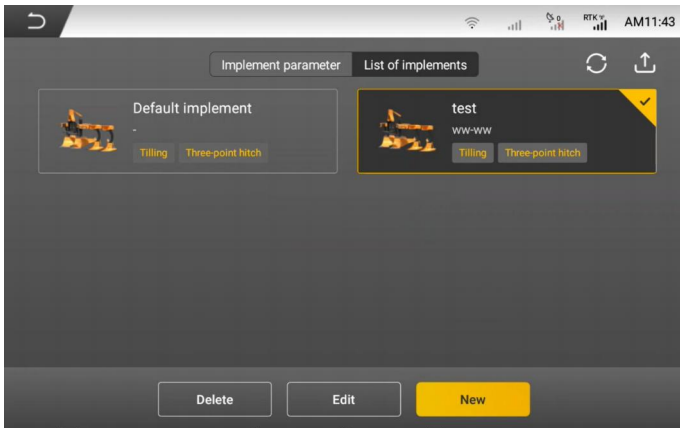 0
RTK
AM11:43
Implement parameter
List of implements
Default implement
-
Tilling
Three-point hitch
test
ww-ww
Tilling
Three-point hitch
Delete
Edit
New